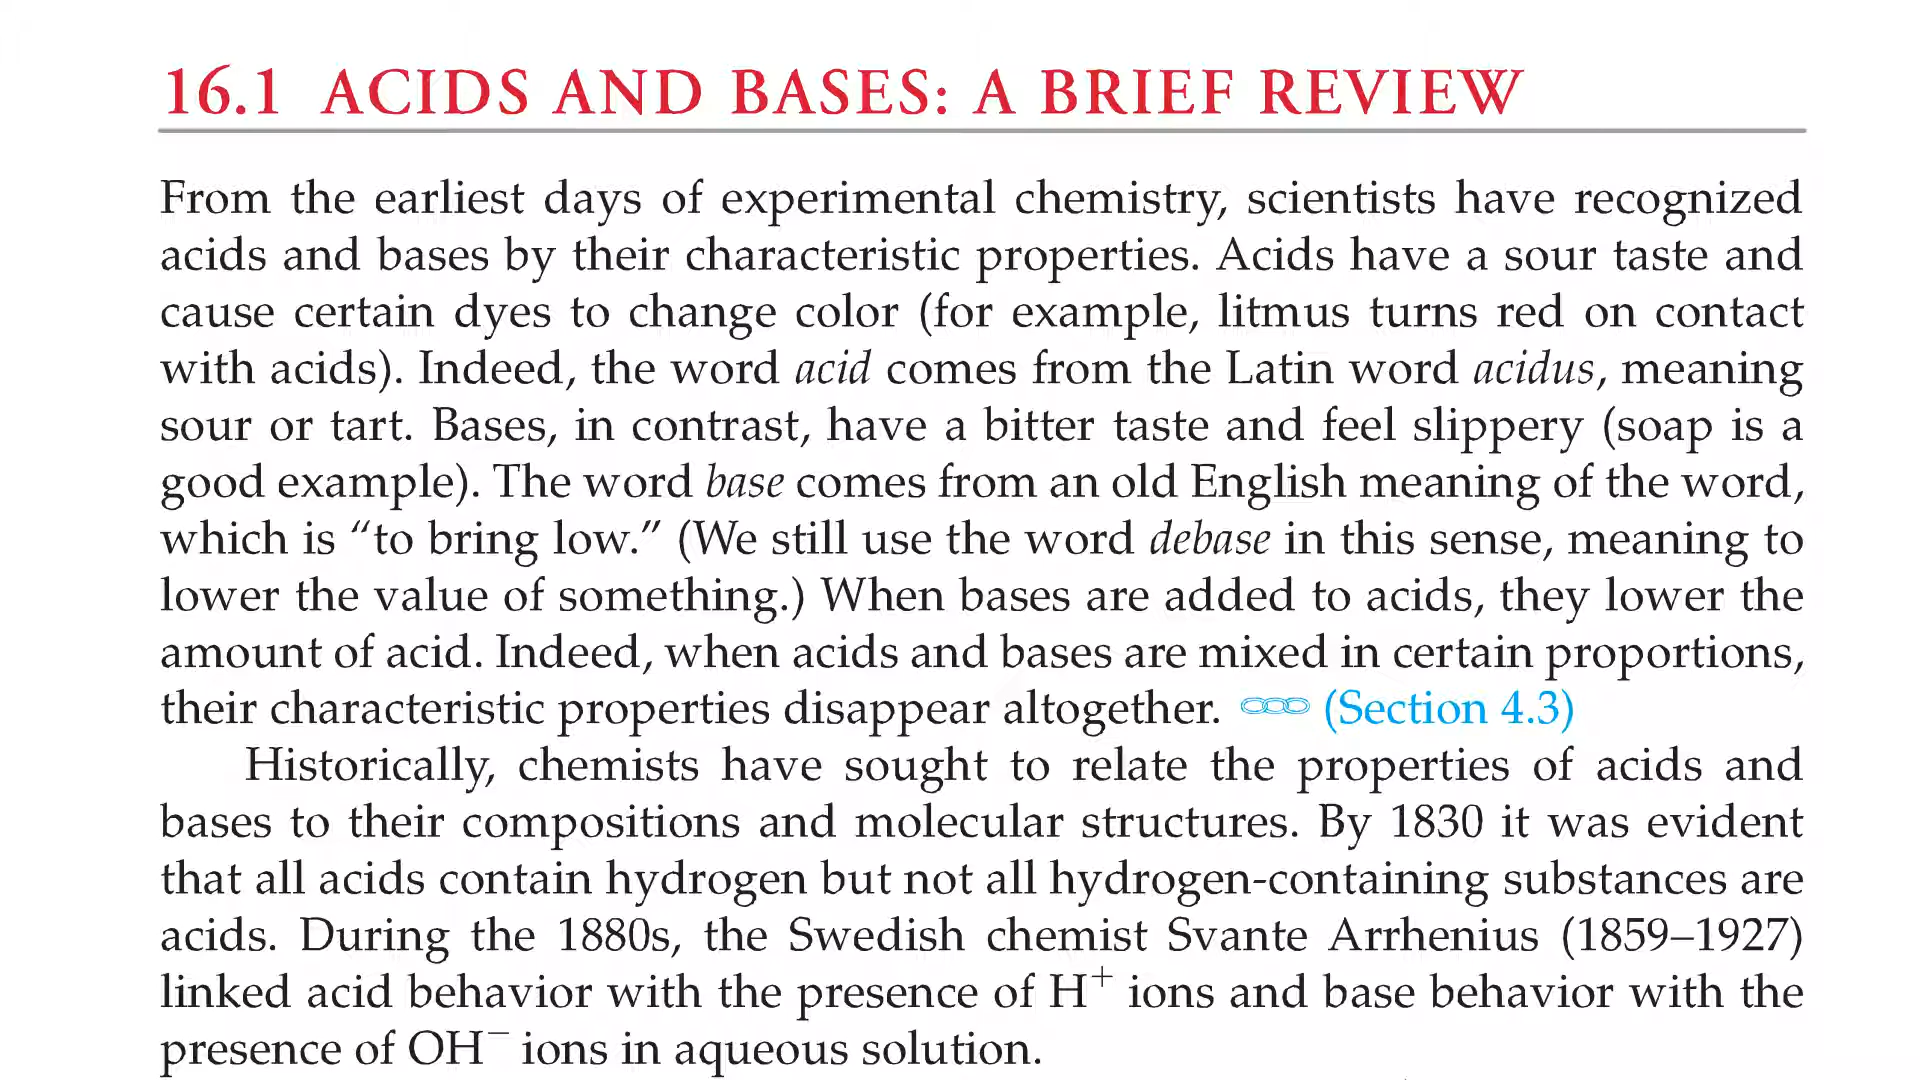 16.1 ACIDS AND BASES: A BRIEF REVIEW
From the earliest days of experimental chemistry, scientists have recognized
acids and bases by their characteristic properties. Acids have a sour taste and
cause certain dyes to change color (for example, litmus turns red on contact
with acids). Indeed, the word acid comes from the Latin word acidus, meaning
sour or tart. Bases, in contrast, have a bitter taste and feel slippery (soap is a
good example). The word base comes from an old English meaning of the word,
which is “to bring low.” (We still use the word debase in this sense, meaning to
lower the value of something.) When bases are added to acids, they lower the
amount of acid. Indeed, when acids and bases are mixed in certain proportions,
their characteristic properties disappear altogether. (Section 4.3)
Historically, chemists have sought to relate the properties of acids and
bases to their compositions and molecular structures. By 1830 it was evident
that all acids contain hydrogen but not all hydrogen-containing substances are
acids. During the 1880s, the Swedish chemist Svante Arrhenius (1859–1927)
linked acid behavior with the presence of H⁺ ions and base behavior with the
presence of OH⁻ ions in aqueous solution.